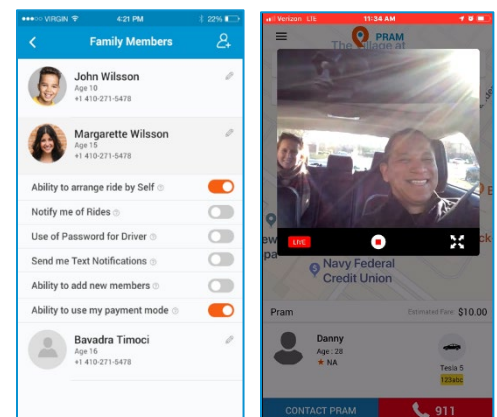 VIRGIN 4:21 PM 22%
Family Members
John Wilsson
Age 10
+1 410-271-5478
Margarette Wilsson
Age 15
+1 410-271-5478
Ability to arrange ride by Self
Notify me of Rides
Use of Password for Driver
Send me Text Notifications
Ability to add new members
Ability to use my payment mode
Bavadra Timoci
Age 16
+1 410-271-5478
Verizon LTE 11:34 AM
PRAM
The Village at
LIVE
Navy Federal
Credit Union
Pram Estimated Fare $10.00
Danny
Age : 28
NA
Tesla 5
123abc
CONTACT PRAM 911